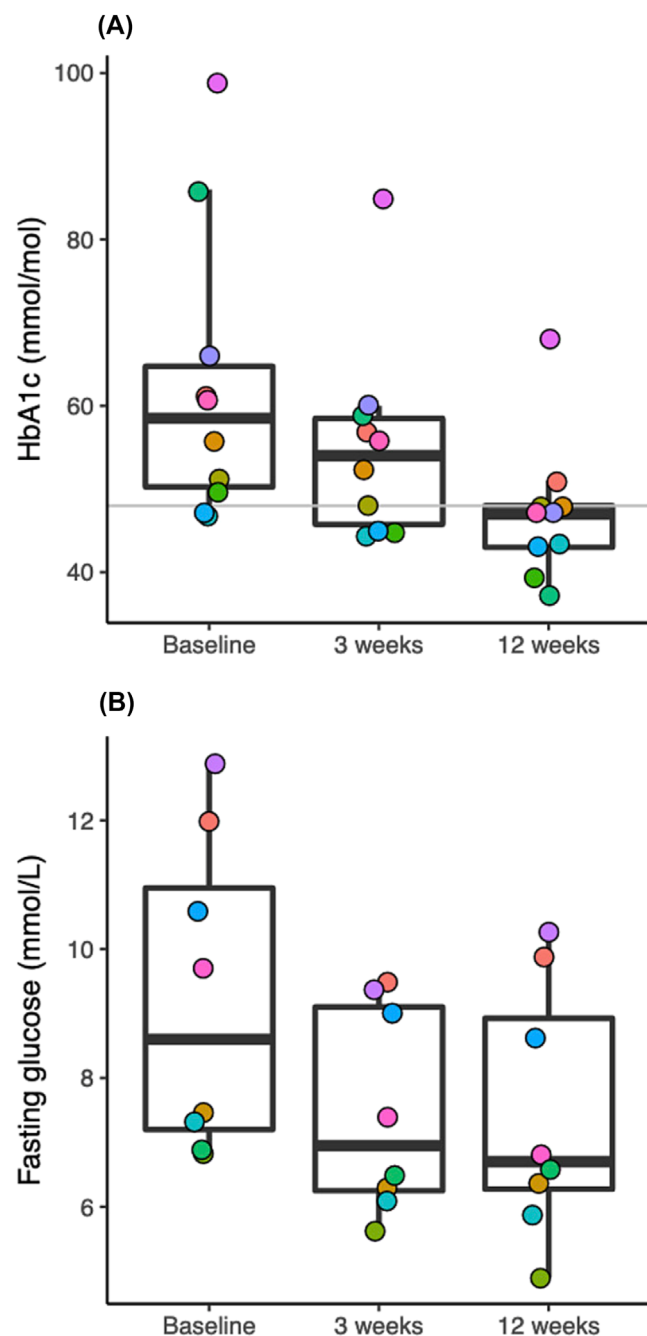 (A)
HbA1c (mmol/mol)
100
80
60
40
Baseline 3 weeks 12 weeks
(B)
Fasting glucose (mmol/L)
12
10
8
6
Baseline 3 weeks 12 weeks